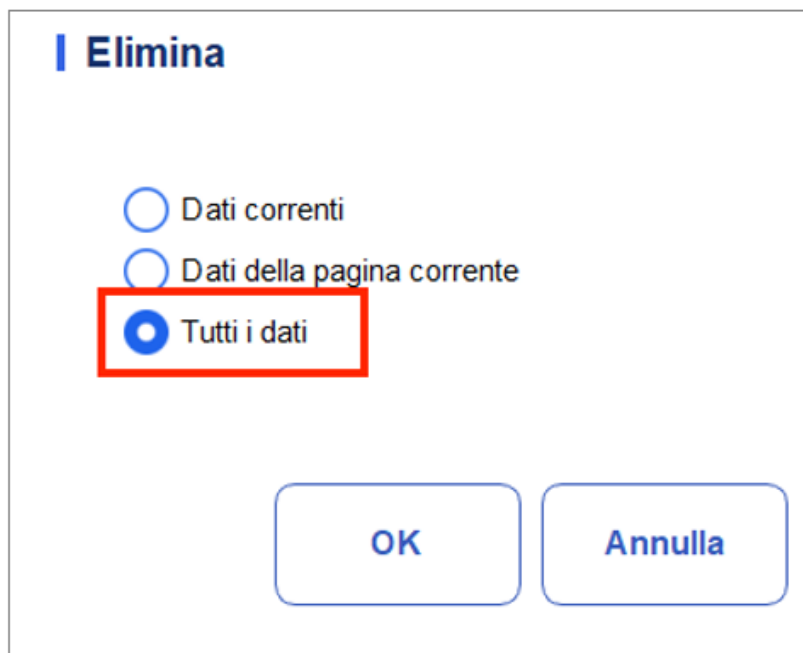 Elimina
Dati correnti
Dati della pagina corrente
Tutti i dati
OK
Annulla